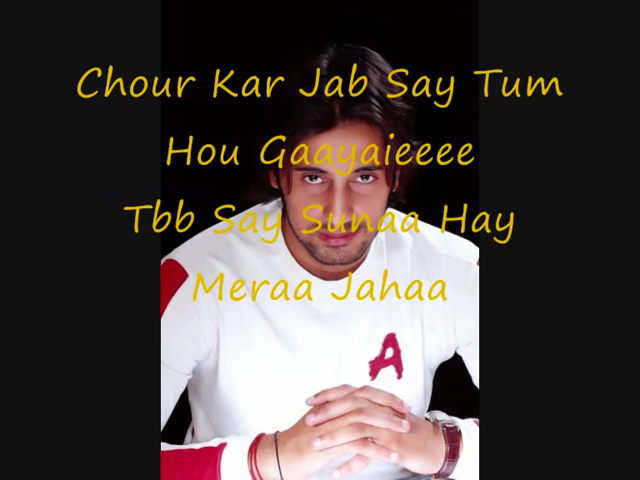 Chour Kar Jab Say Tum
Hou Gaayaieeee
Tbb Say Sunaa Hay
Meraa Jahaa
A